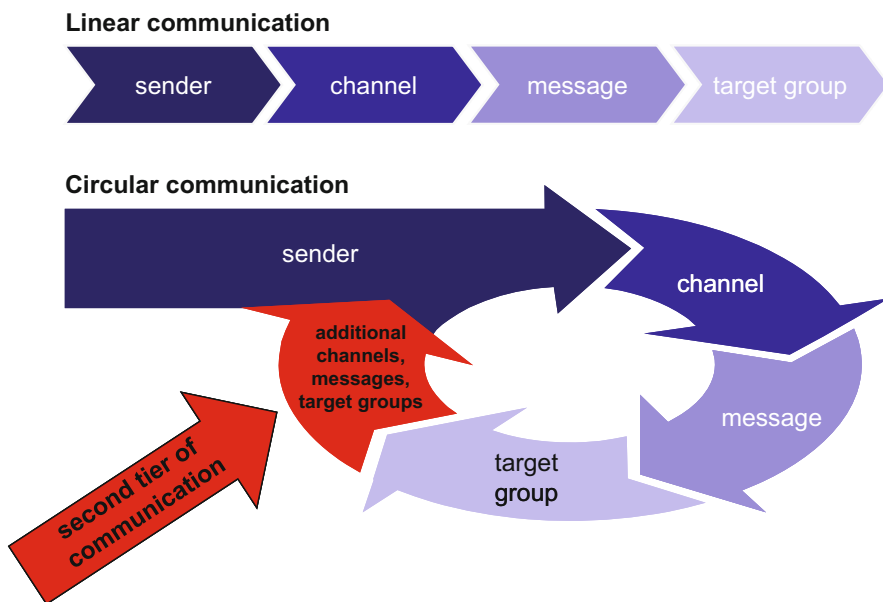 Linear communication
sender
channel
message
target group
Circular communication
sender
channel
additional
channels,
messages,
target groups
message
target
group
second tier of
communication